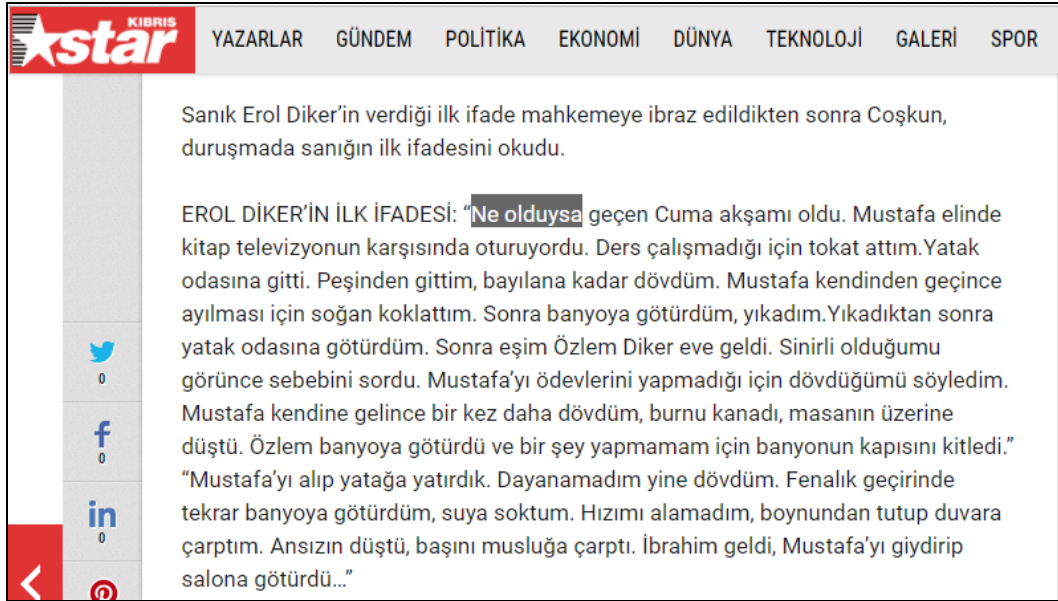 KIBRIS
star
YAZARLAR GÜNDEM POLİTİKA EKONOMİ DÜNYA TEKNOLOJİ GALERİ SPOR
Sanık Erol Diker’in verdiği ilk ifade mahkemeye ibraz edildikten sonra Coşkun,
duruşmada sanığın ilk ifadesini okudu.
EROL DİKER’İN İLK İFADESİ: “Ne olduysa geçen Cuma akşamı oldu. Mustafa elinde
kitap televizyonun karşısında oturuyordu. Ders çalışmadığı için tokat attım.Yatak
odasına gitti. Peşinden gittim, bayılana kadar dövdüm. Mustafa kendinden geçince
ayılması için soğan koklattım. Sonra banyoya götürdüm, yıkadım.Yıkadıktan sonra
yatak odasına götürdüm. Sonra eşim Özlem Diker eve geldi. Sinirli olduğumu
görünce sebebini sordu. Mustafa’yı ödevlerini yapmadığı için dövdüğümü söyledim.
Mustafa kendine gelince bir kez daha dövdüm, burnu kanadı, masanın üzerine
düştü. Özlem banyoya götürdü ve bir şey yapmamam için banyonun kapısını kitledi.”
“Mustafa’yı alıp yatağa yatırdık. Dayanamadım yine dövdüm. Fenalık geçirinde
tekrar banyoya götürdüm, suya soktum. Hızımı alamadım, boynundan tutup duvara
çarptım. Ansızın düştü, başını musluğa çarptı. İbrahim geldi, Mustafa’yı giydirip
salona götürdü…”
0
0
in
0